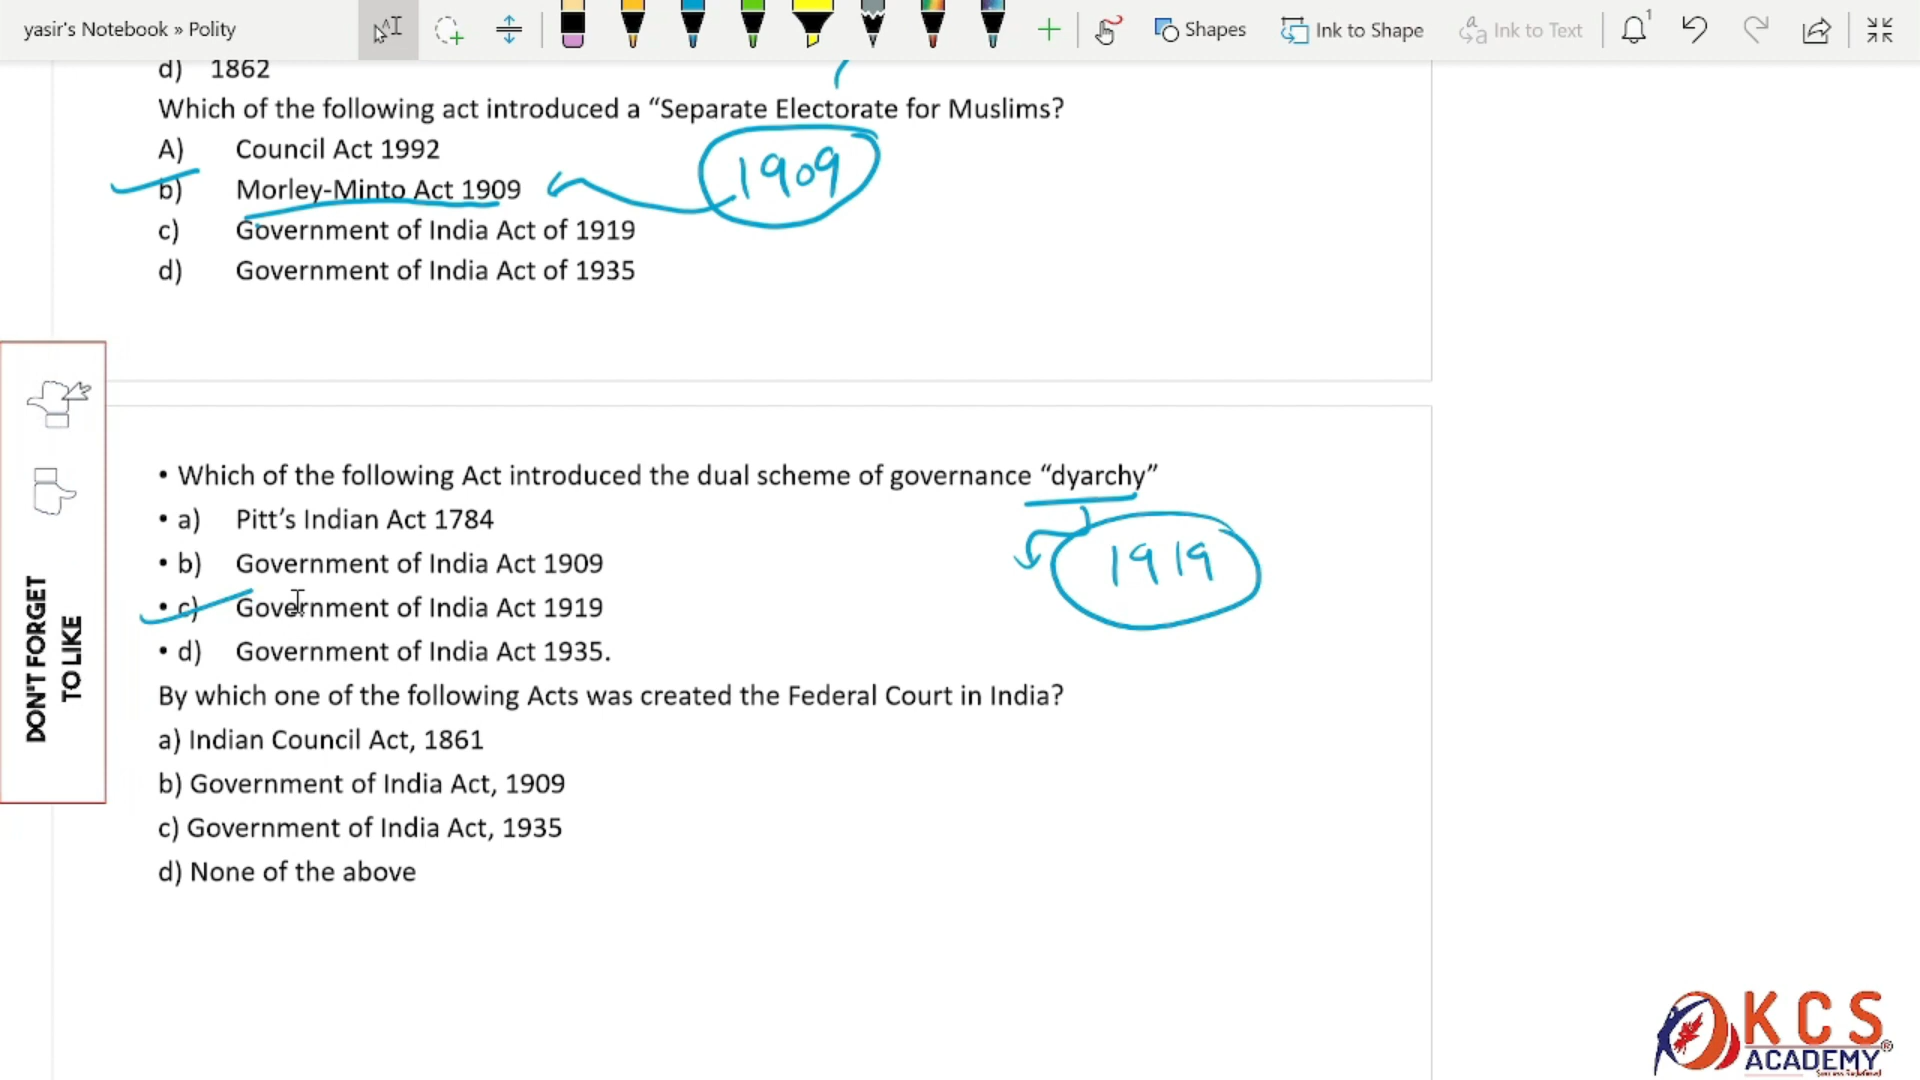 yasir's Notebook » Polity
Shapes
Ink to Shape
Ink to Text
1
d) 1862
Which of the following act introduced a “Separate Electorate for Muslims?
A) Council Act 1992
b) Morley-Minto Act 1909
1909
c) Government of India Act of 1919
d) Government of India Act of 1935
• Which of the following Act introduced the dual scheme of governance “dyarchy”
• a) Pitt’s Indian Act 1784
• b) Government of India Act 1909
1919
• c) Government of India Act 1919
• d) Government of India Act 1935.
By which one of the following Acts was created the Federal Court in India?
a) Indian Council Act, 1861
b) Government of India Act, 1909
c) Government of India Act, 1935
d) None of the above
DON'T FORGET
TO LIKE
KCS
ACADEMY®